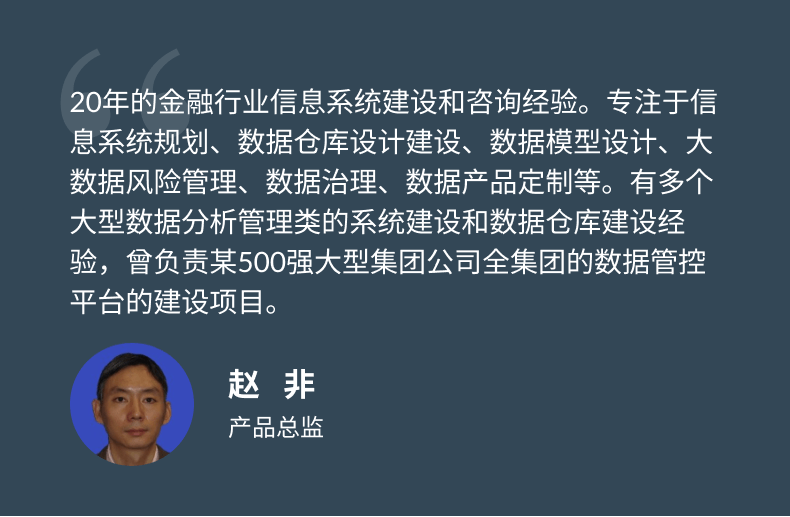 20年的金融行业信息系统建设和咨询经验。专注于信
息系统规划、数据仓库设计建设、数据模型设计、大
数据风险管理、数据治理、数据产品定制等。有多个
大型数据分析管理类的系统建设和数据仓库建设经
验，曾负责某500强大型集团公司全集团的数据管控
平台的建设项目。
赵 非
产品总监